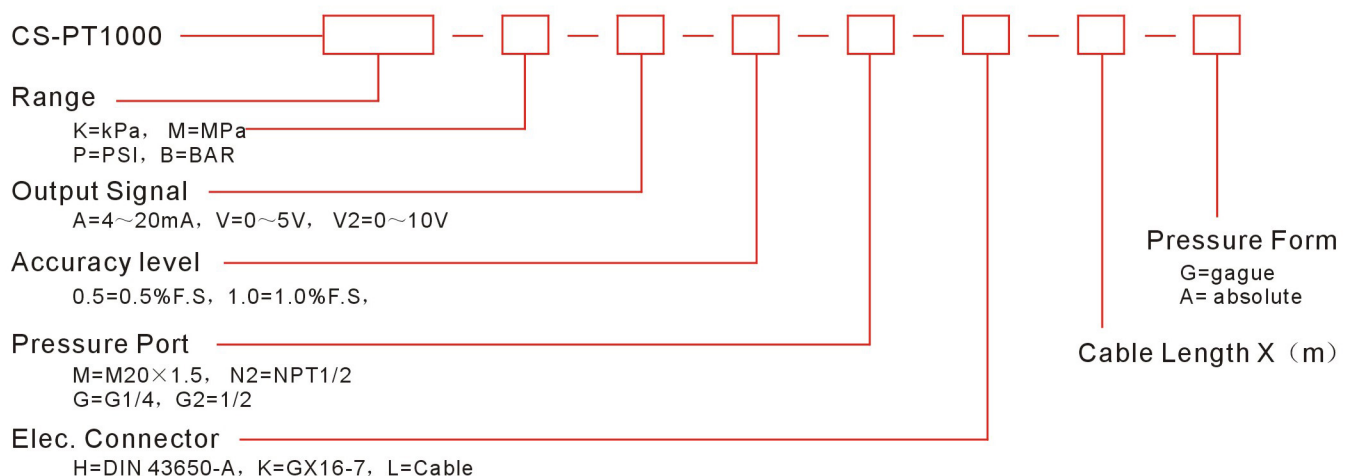 CS-PT1000
Range
K=kPa, M=MPa
P=PSI, B=BAR
Output Signal
A=4～20mA, V=0～5V, V2=0～10V
Accuracy level
0.5=0.5%F.S, 1.0=1.0%F.S,
Pressure Port
M=M20×1.5, N2=NPT1/2
G=G1/4, G2=1/2
Elec. Connector
H=DIN 43650-A, K=GX16-7, L=Cable
Pressure Form
G=gague
A= absolute
Cable Length X（m）